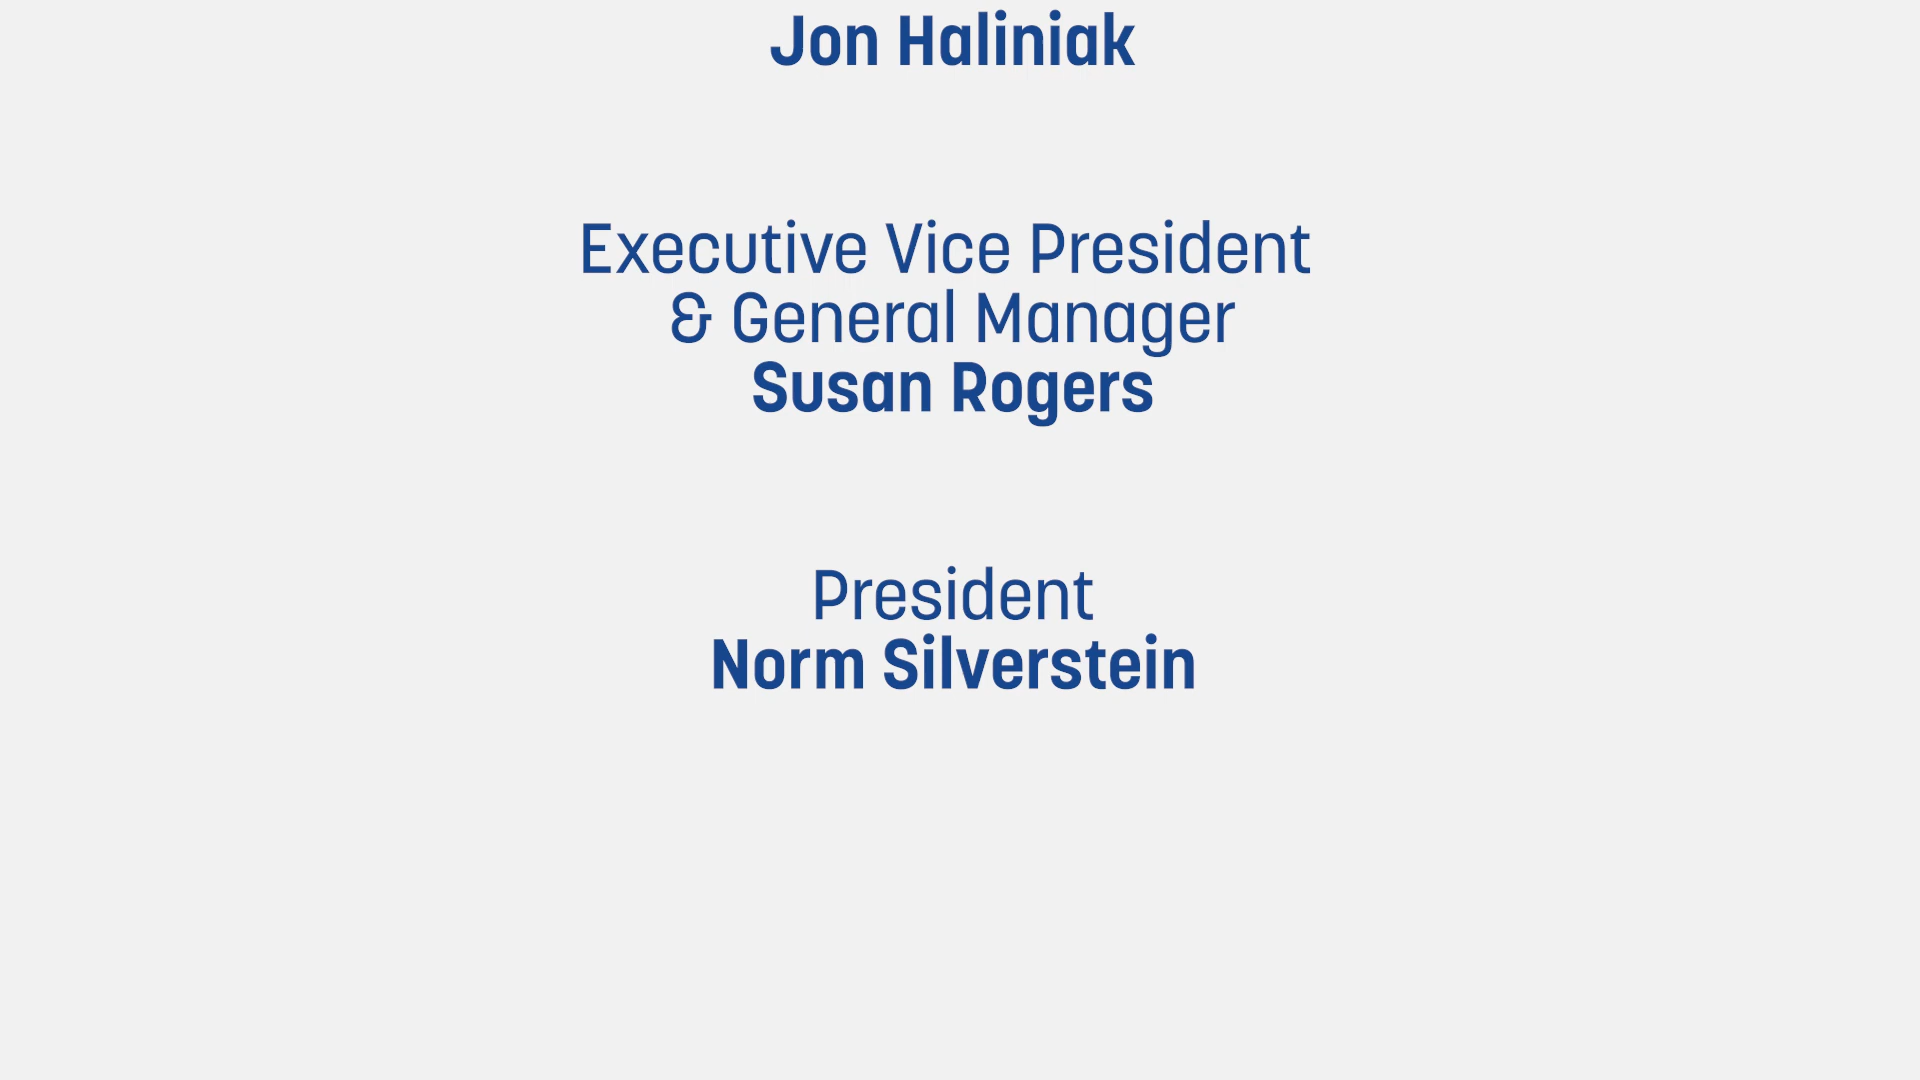 Jon Haliniak
Executive Vice President
& General Manager
Susan Rogers
President
Norm Silverstein